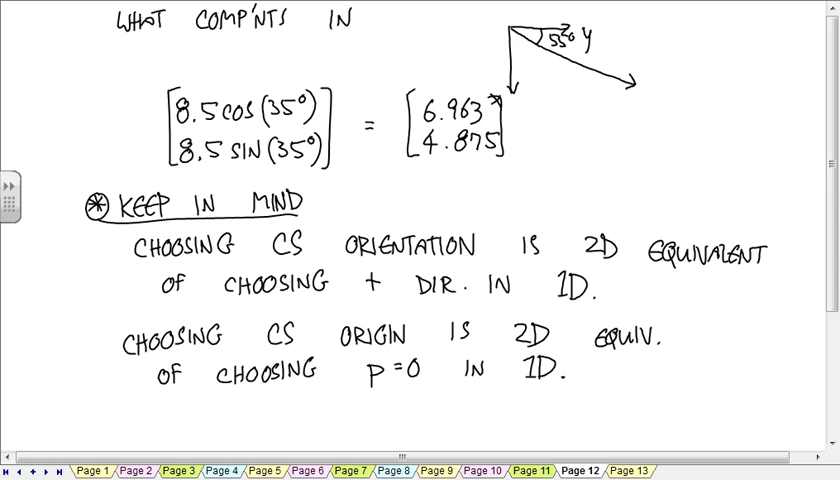 WHAT COMP'NTS IN
55° y
8.5 COS (35°)
8.5 SIN (35°)
=
6.963
4.875
* KEEP IN MIND
CHOOSING CS ORIENTATION IS 2D EQUIVALENT
OF CHOOSING + DIR. IN 1D.
CHOOSING CS ORIGIN IS 2D EQUIV.
OF CHOOSING P=0 IN 1D.
Page 1 Page 2 Page 3 Page 4 Page 5 Page 6 Page 7 Page 8 Page 9 Page 10 Page 11 Page 12 Page 13